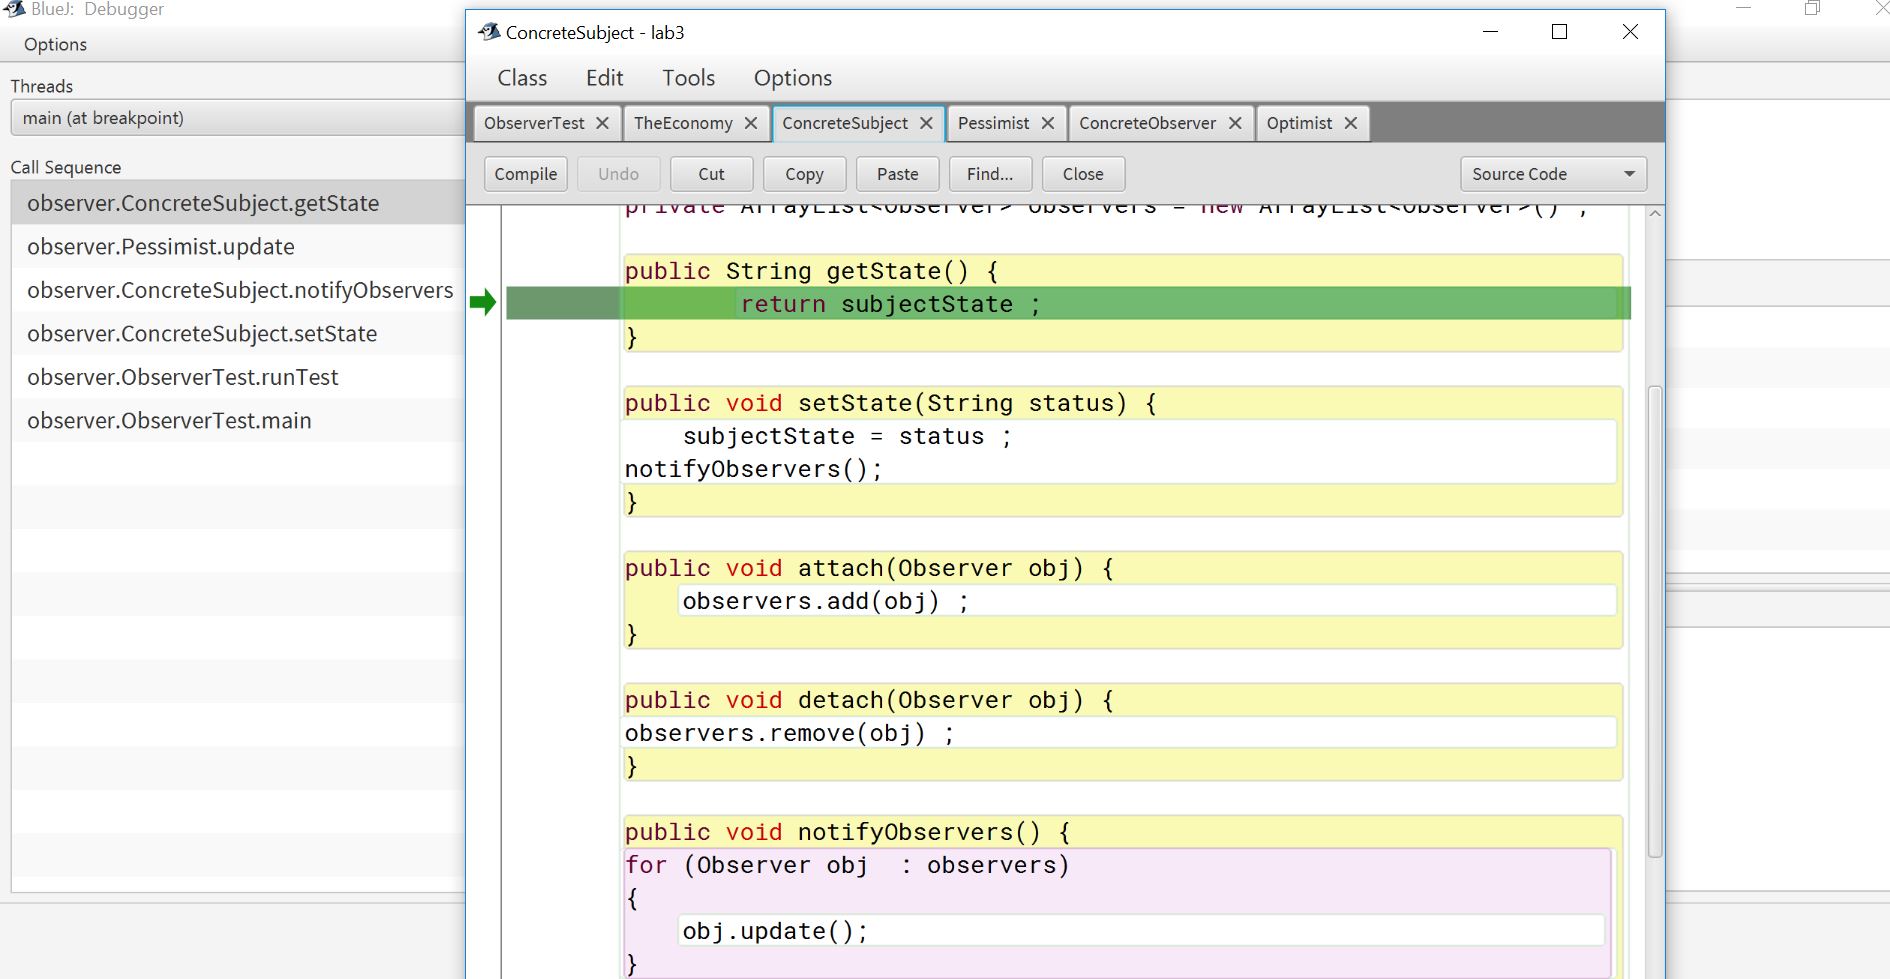 BlueJ: Debugger
Options
Threads
main (at breakpoint)
Call Sequence
observer.ConcreteSubject.getState
observer.Pessimist.update
observer.ConcreteSubject.notifyObservers
observer.ConcreteSubject.setState
observer.ObserverTest.runTest
observer.ObserverTest.main
ConcreteSubject - lab3
Class Edit Tools Options
ObserverTest TheEconomy ConcreteSubject Pessimist ConcreteObserver Optimist
Compile Undo Cut Copy Paste Find... Close Source Code
private ArrayList<Observer> observers = new ArrayList<Observer>() ;
public String getState() {
return subjectState ;
}
public void setState(String status) {
subjectState = status ;
notifyObservers();
}
public void attach(Observer obj) {
observers.add(obj) ;
}
public void detach(Observer obj) {
observers.remove(obj) ;
}
public void notifyObservers() {
for (Observer obj  : observers)
{
obj.update();
}